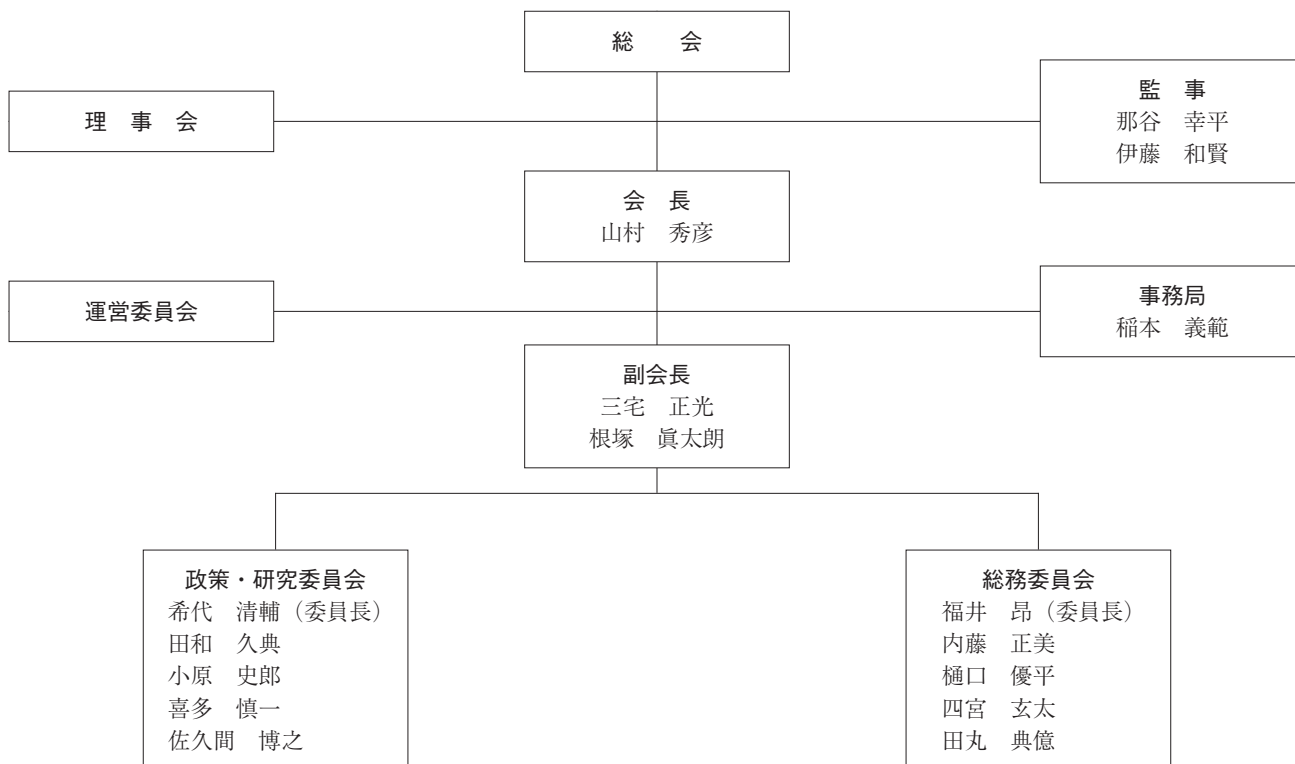 総　会
理　事　会
監　事
那谷　幸平
伊藤　和賢
会　長
山村　秀彦
運営委員会
事務局
稲本　義範
副会長
三宅　正光
根塚　眞太朗
政策・研究委員会
希代　清輔（委員長）
田和　久典
小原　史郎
喜多　慎一
佐久間　博之
総務委員会
福井　昂（委員長）
内藤　正美
樋口　優平
四宮　玄太
田丸　典億